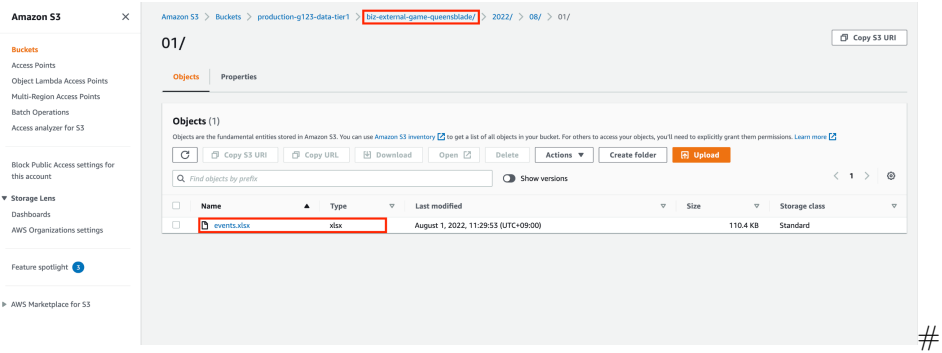 Amazon S3
Amazon S3 > Buckets > production-g123-data-tier1 > biz-external-game-queensblade/ > 2022/ > 08/ > 01/
01/
Copy S3 URI
Buckets
Access Points
Object Lambda Access Points
Multi-Region Access Points
Batch Operations
Access analyzer for S3
Block Public Access settings for
this account
Storage Lens
Dashboards
AWS Organizations settings
Feature spotlight 3
AWS Marketplace for S3
Objects Properties
Objects (1)
Objects are the fundamental entities stored in Amazon S3. You can use Amazon S3 inventory to get a list of all objects in your bucket. For others to access your objects, you'll need to explicitly grant them permissions. Learn more
Copy S3 URI Copy URL Download Open Delete Actions Create folder Upload
Find objects by prefix Show versions < 1 >
Name Type Last modified Size Storage class
events.xlsx xlsx August 1, 2022, 11:29:53 (UTC+09:00) 110.4 KB Standard
#